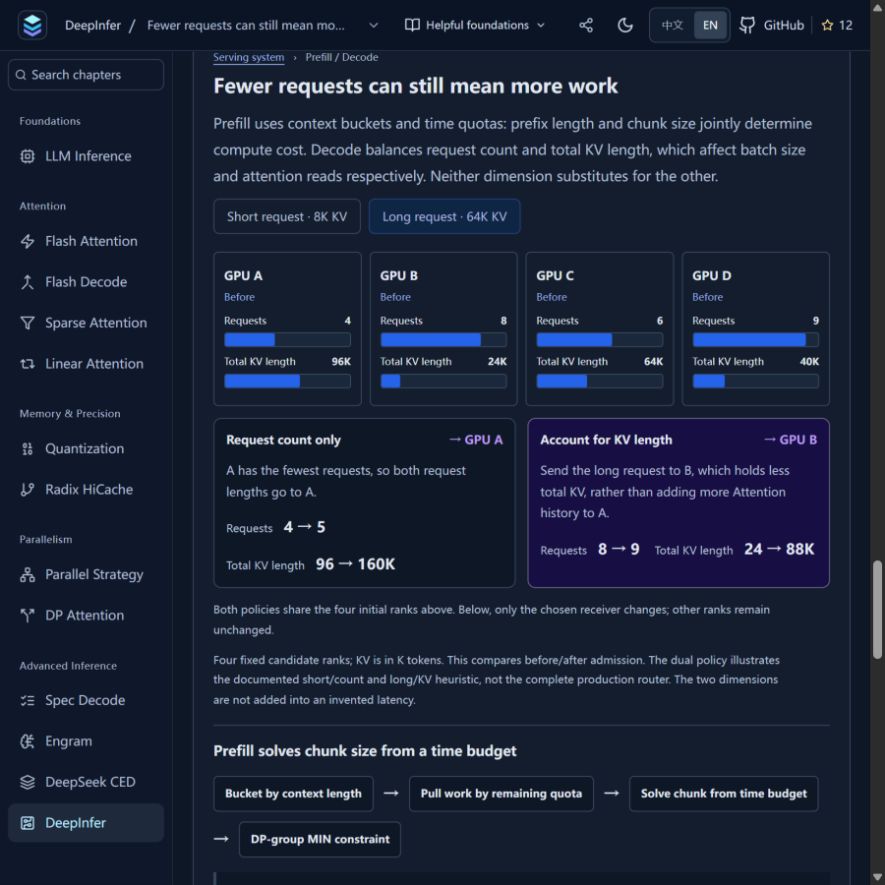 DeepInfer / Fewer requests can still mean mo... Helpful foundations 中文 EN GitHub 12
Search chapters
Foundations
LLM Inference
Attention
Flash Attention
Flash Decode
Sparse Attention
Linear Attention
Memory & Precision
Quantization
Radix HiCache
Parallelism
Parallel Strategy
DP Attention
Advanced Inference
Spec Decode
Engram
DeepSeek CED
DeepInfer
Serving system › Prefill / Decode
Fewer requests can still mean more work
Prefill uses context buckets and time quotas: prefix length and chunk size jointly determine
compute cost. Decode balances request count and total KV length, which affect batch size
and attention reads respectively. Neither dimension substitutes for the other.
Short request · 8K KV
Long request · 64K KV
GPU A
Before
Requests 4
Total KV length 96K
GPU B
Before
Requests 8
Total KV length 24K
GPU C
Before
Requests 6
Total KV length 64K
GPU D
Before
Requests 9
Total KV length 40K
Request count only → GPU A
A has the fewest requests, so both request
lengths go to A.
Requests 4 → 5
Total KV length 96 → 160K
Account for KV length → GPU B
Send the long request to B, which holds less
total KV, rather than adding more Attention
history to A.
Requests 8 → 9 Total KV length 24 → 88K
Both policies share the four initial ranks above. Below, only the chosen receiver changes; other ranks remain
unchanged.
Four fixed candidate ranks; KV is in K tokens. This compares before/after admission. The dual policy illustrates
the documented short/count and long/KV heuristic, not the complete production router. The two dimensions
are not added into an invented latency.
Prefill solves chunk size from a time budget
Bucket by context length → Pull work by remaining quota → Solve chunk from time budget
→ DP-group MIN constraint